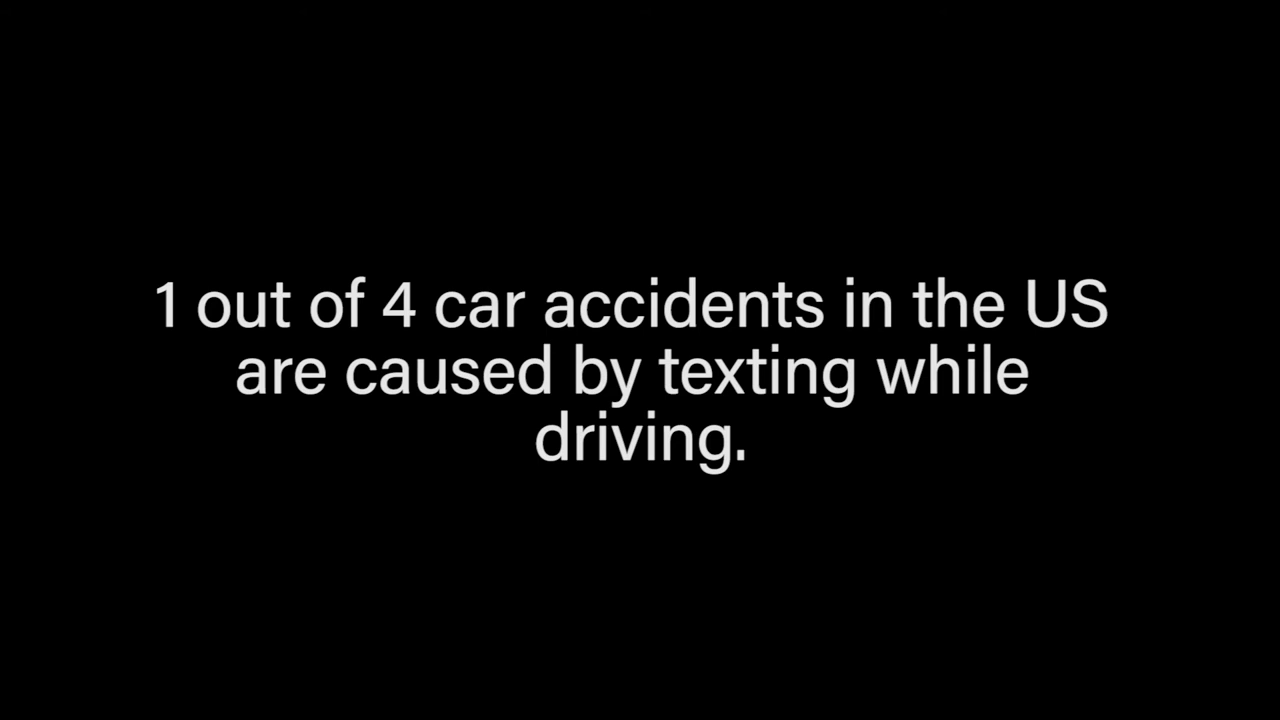 1 out of 4 car accidents in the US
are caused by texting while
driving.